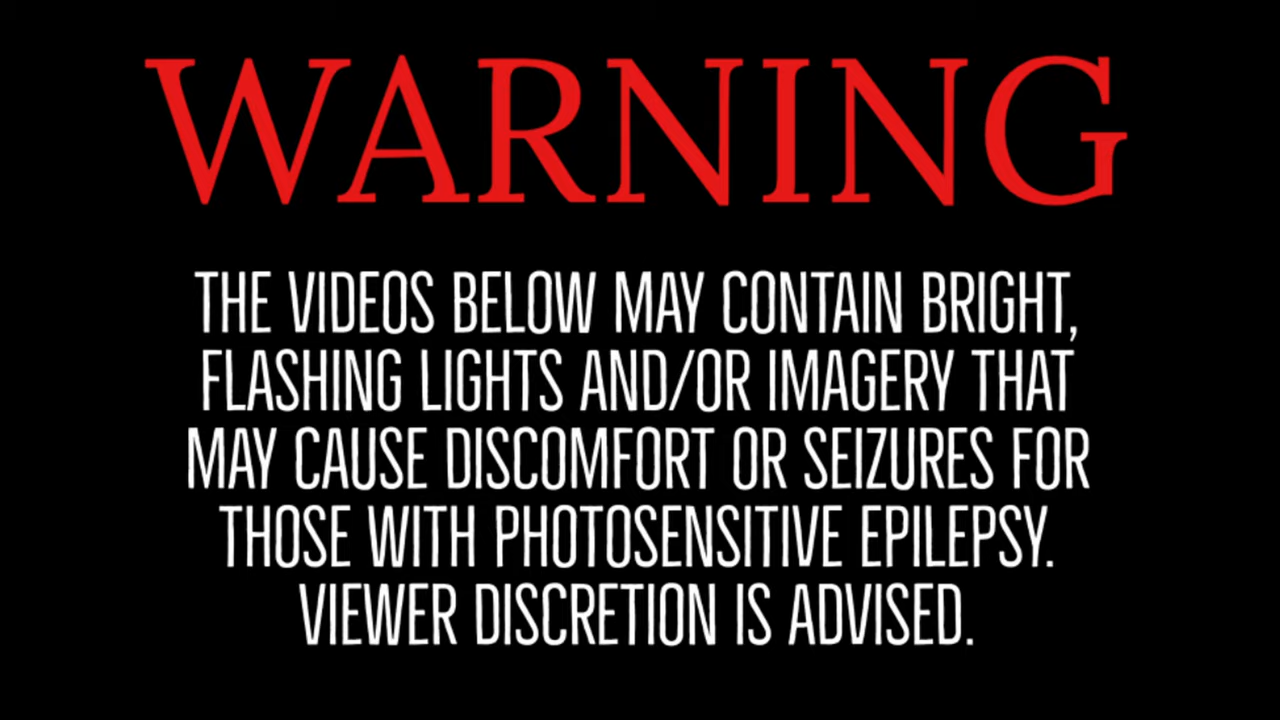 WARNING
THE VIDEOS BELOW MAY CONTAIN BRIGHT,
FLASHING LIGHTS AND/OR IMAGERY THAT
MAY CAUSE DISCOMFORT OR SEIZURES FOR
THOSE WITH PHOTOSENSITIVE EPILEPSY.
VIEWER DISCRETION IS ADVISED.